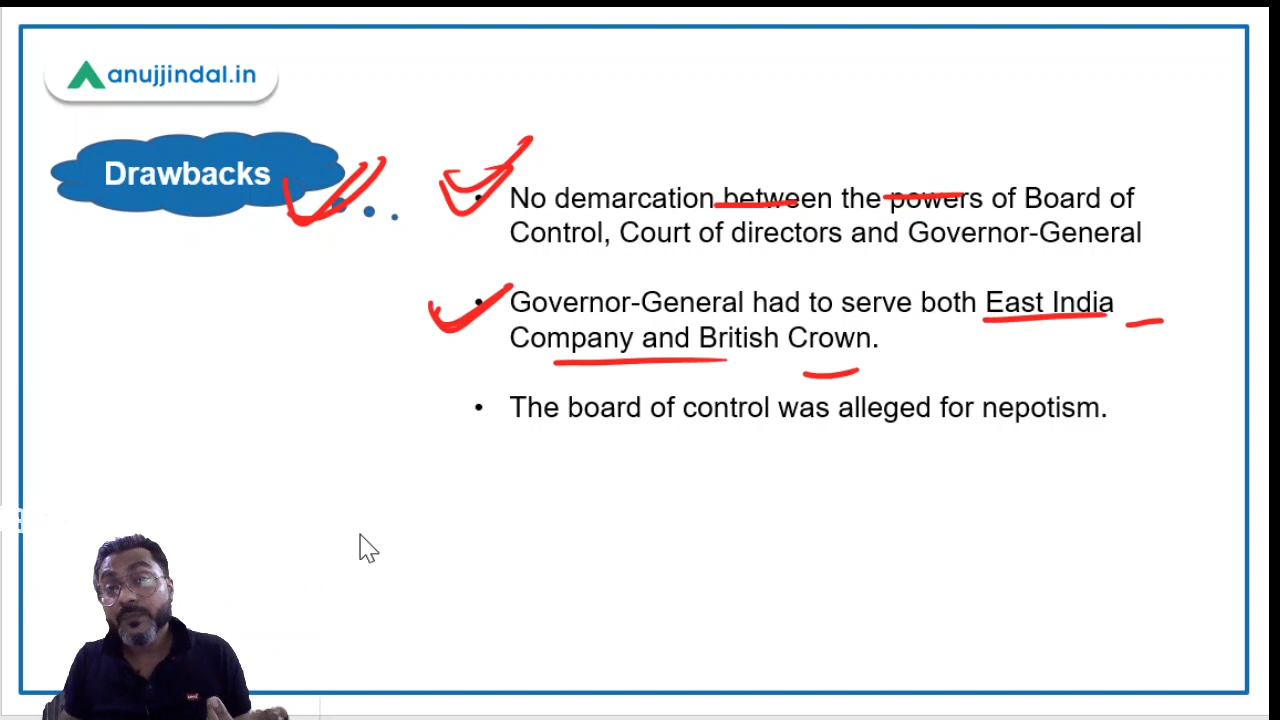 anujjindal.in
Drawbacks
• No demarcation between the powers of Board of
Control, Court of directors and Governor-General
• Governor-General had to serve both East India
Company and British Crown.
• The board of control was alleged for nepotism.